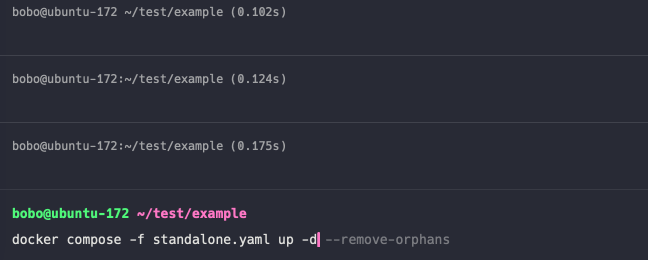 bobo@ubuntu-172 ~/test/example (0.102s)
bobo@ubuntu-172:~/test/example (0.124s)
bobo@ubuntu-172:~/test/example (0.175s)
bobo@ubuntu-172 ~/test/example
docker compose -f standalone.yaml up -d --remove-orphans